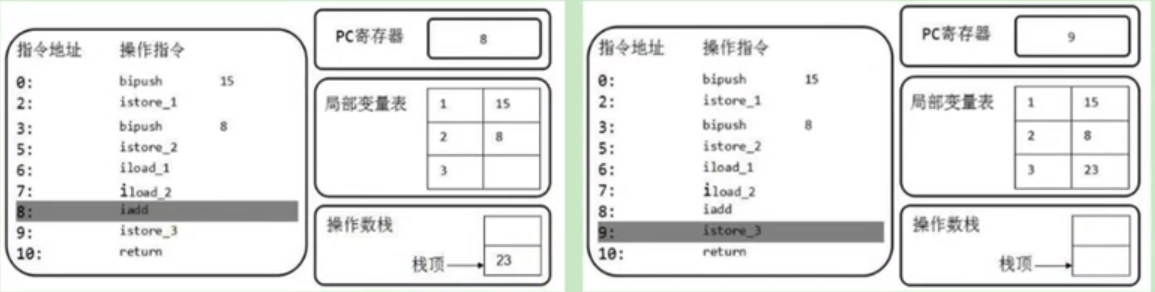 指令地址 操作指令
0: bipush 15
2: istore_1
3: bipush 8
5: istore_2
6: iload_1
7: iload_2
8: iadd
9: istore_3
10: return
PC寄存器 8
局部变量表
1 15
2 8
3
操作数栈
栈顶 23
指令地址 操作指令
0: bipush 15
2: istore_1
3: bipush 8
5: istore_2
6: iload_1
7: iload_2
8: iadd
9: istore_3
10: return
PC寄存器 9
局部变量表
1 15
2 8
3 23
操作数栈
栈顶